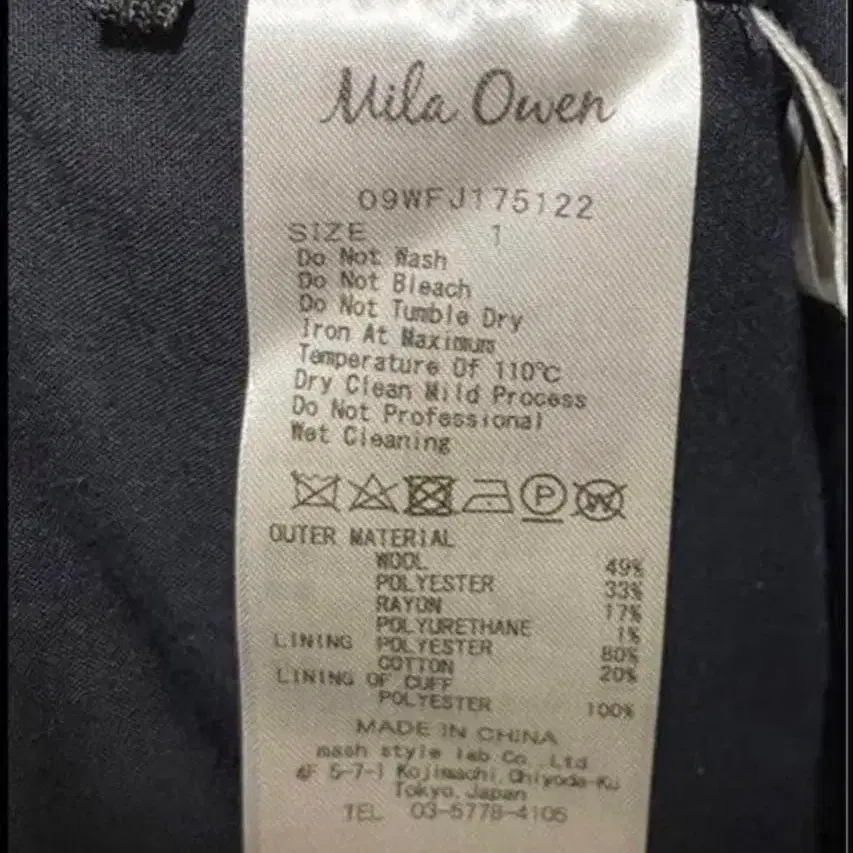 Mila Owen
09WFJ175122
SIZE 1
Do Not Wash
Do Not Bleach
Do Not Tumble Dry
Iron At Maximum
Temperature Of 110℃
Dry Clean Mild Process
Do Not Professional
Wet Cleaning
P W
OUTER MATERIAL
WOOL 49%
POLYESTER 33%
RAYON 17%
POLYURETHANE 1%
LINING POLYESTER 80%
COTTON 20%
LINING OF CUFF
POLYESTER 100%
MADE IN CHINA
mash style lab Co.,Ltd
4F 5-7-1 Kojimachi,Chiyoda-Ku
Tokyo,Japan
TEL 03-5778-4106